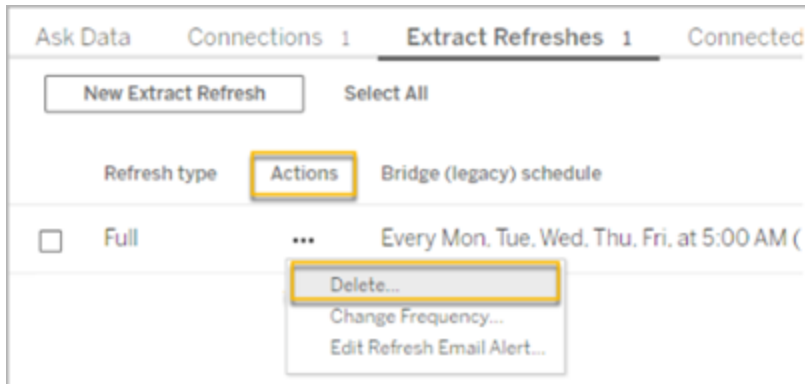 Ask Data Connections 1 Extract Refreshes 1 Connected
New Extract Refresh Select All
Refresh type Actions Bridge (legacy) schedule
Full ... Every Mon, Tue, Wed, Thu, Fri, at 5:00 AM (
Delete...
Change Frequency...
Edit Refresh Email Alert...